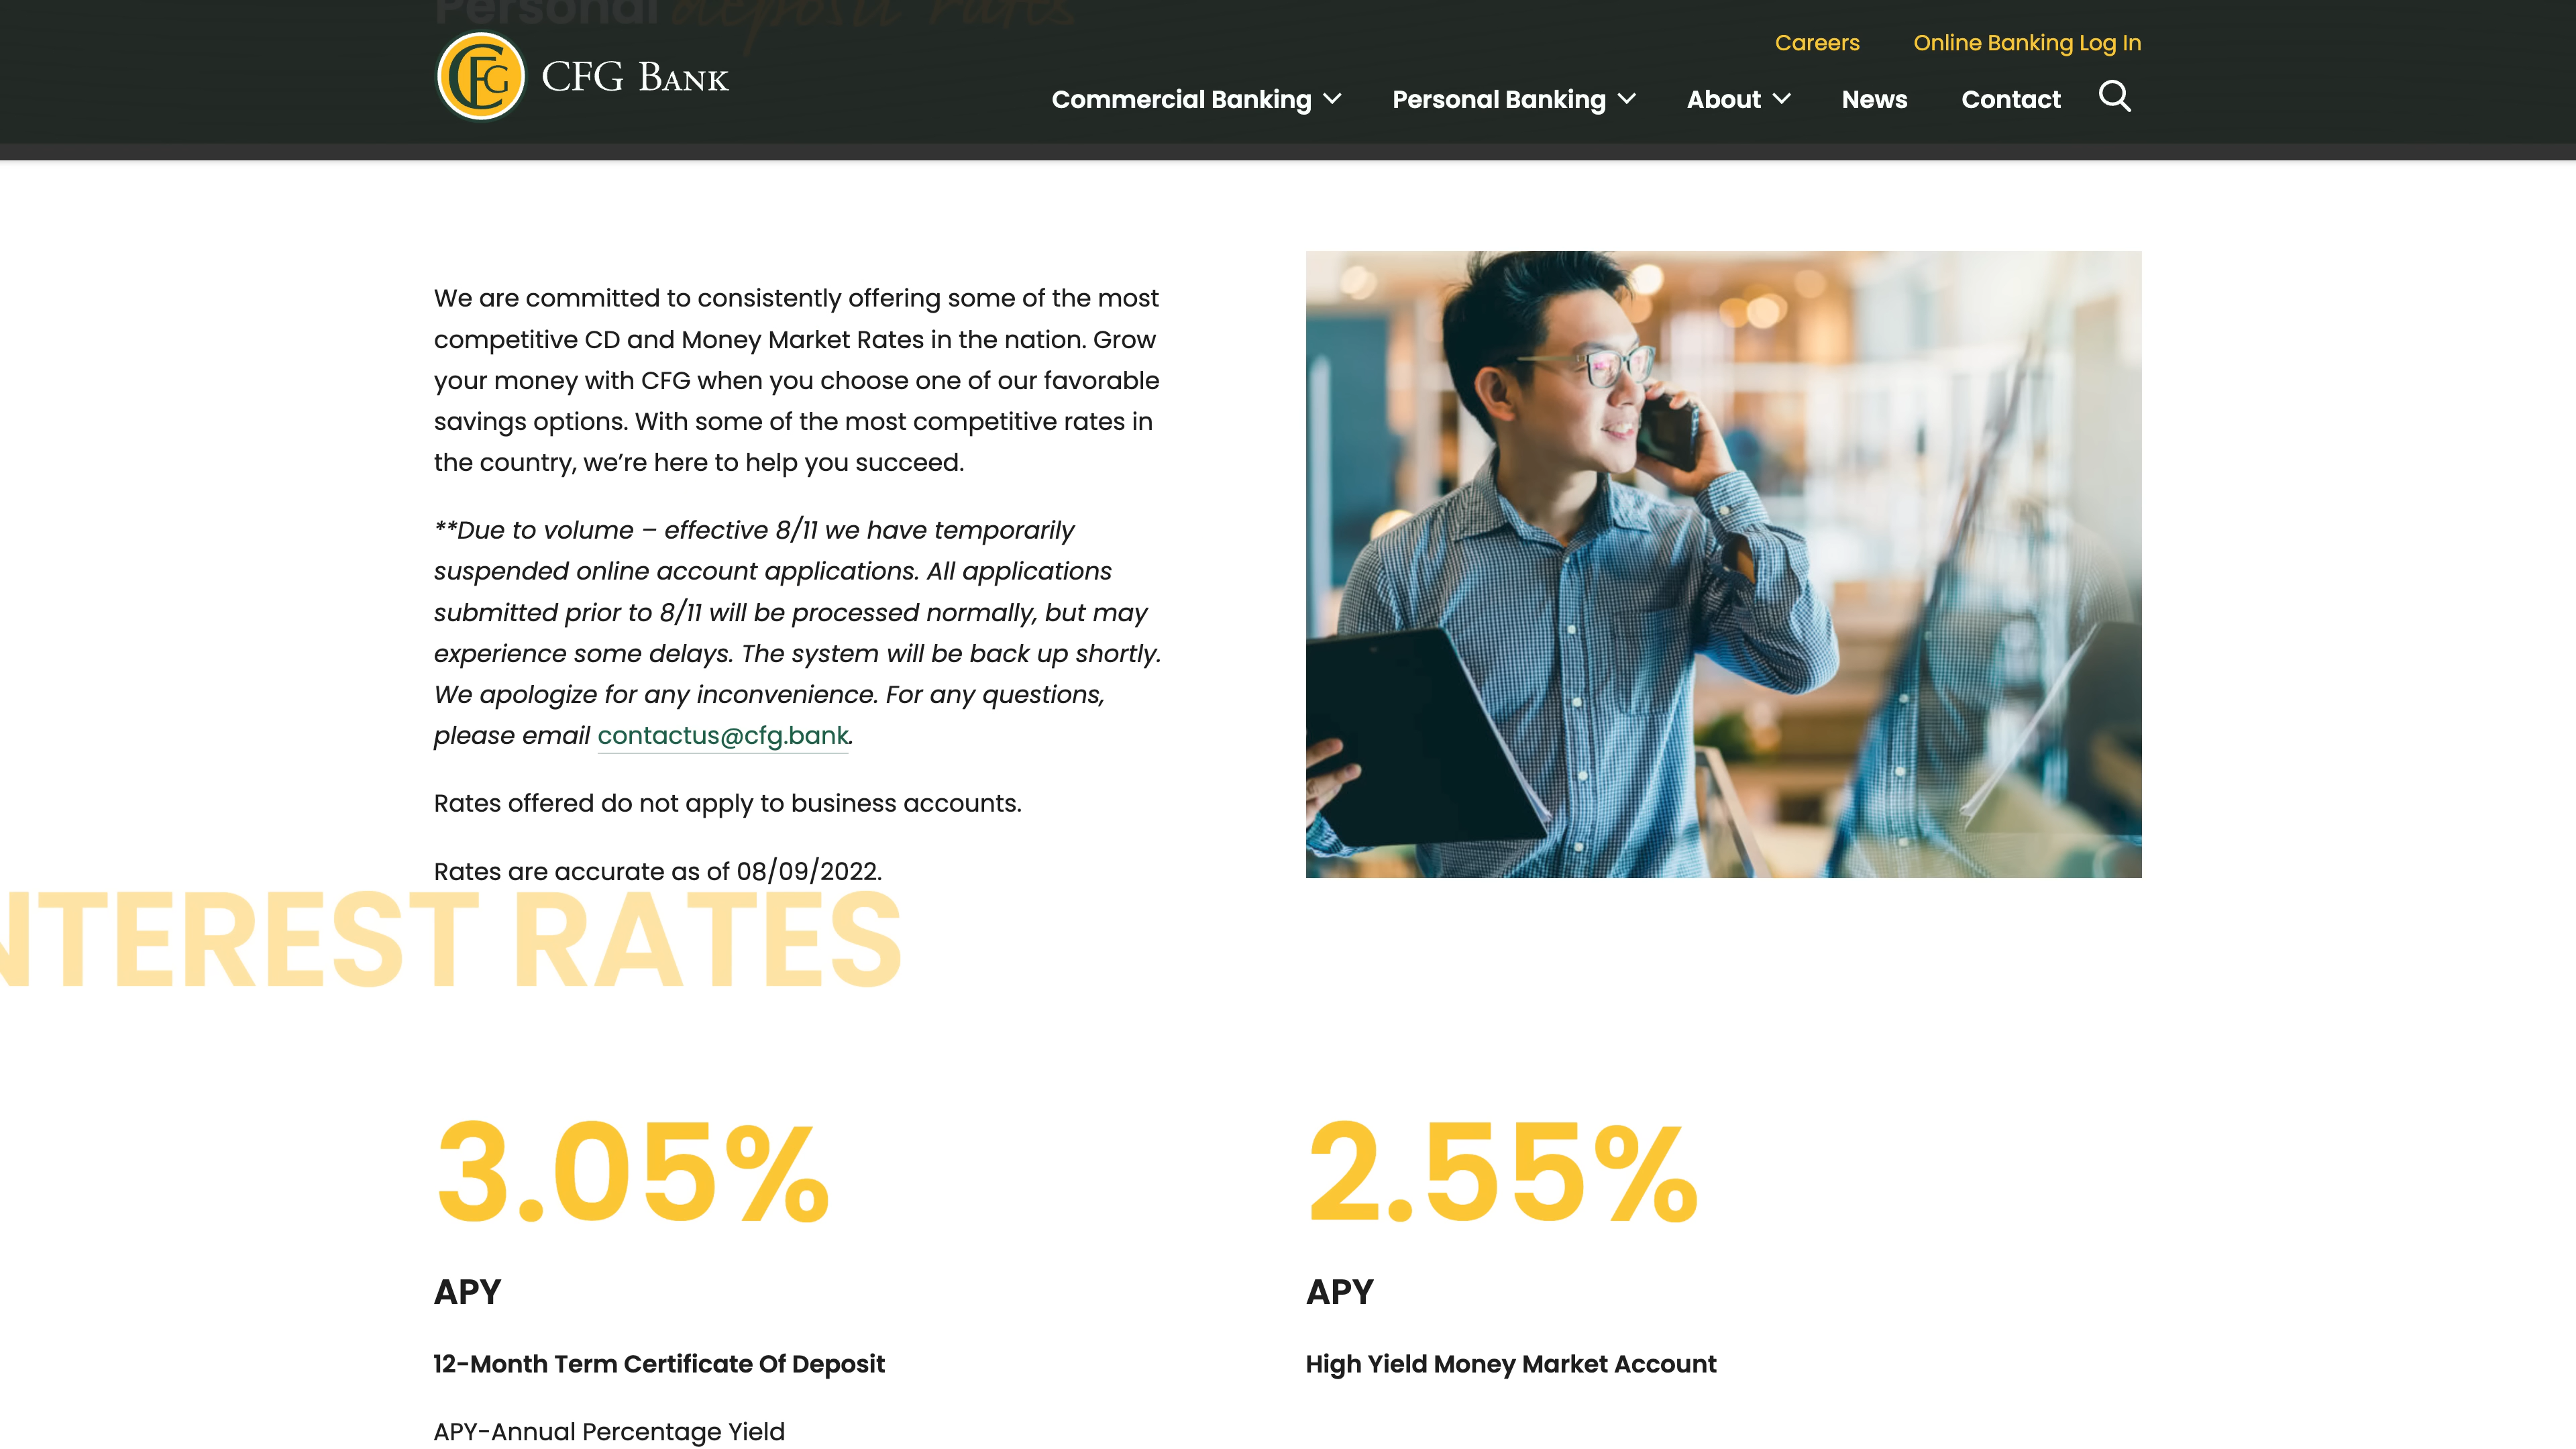 Personal deposit rates
CFG
CFG BANK
Careers
Online Banking Log In
Commercial Banking
Personal Banking
About
News
Contact
We are committed to consistently offering some of the most
competitive CD and Money Market Rates in the nation. Grow
your money with CFG when you choose one of our favorable
savings options. With some of the most competitive rates in
the country, we’re here to help you succeed.
**Due to volume – effective 8/11 we have temporarily
suspended online account applications. All applications
submitted prior to 8/11 will be processed normally, but may
experience some delays. The system will be back up shortly.
We apologize for any inconvenience. For any questions,
please email contactus@cfg.bank.
Rates offered do not apply to business accounts.
Rates are accurate as of 08/09/2022.
NTEREST RATES
3.05%
APY
12-Month Term Certificate Of Deposit
APY-Annual Percentage Yield
2.55%
APY
High Yield Money Market Account